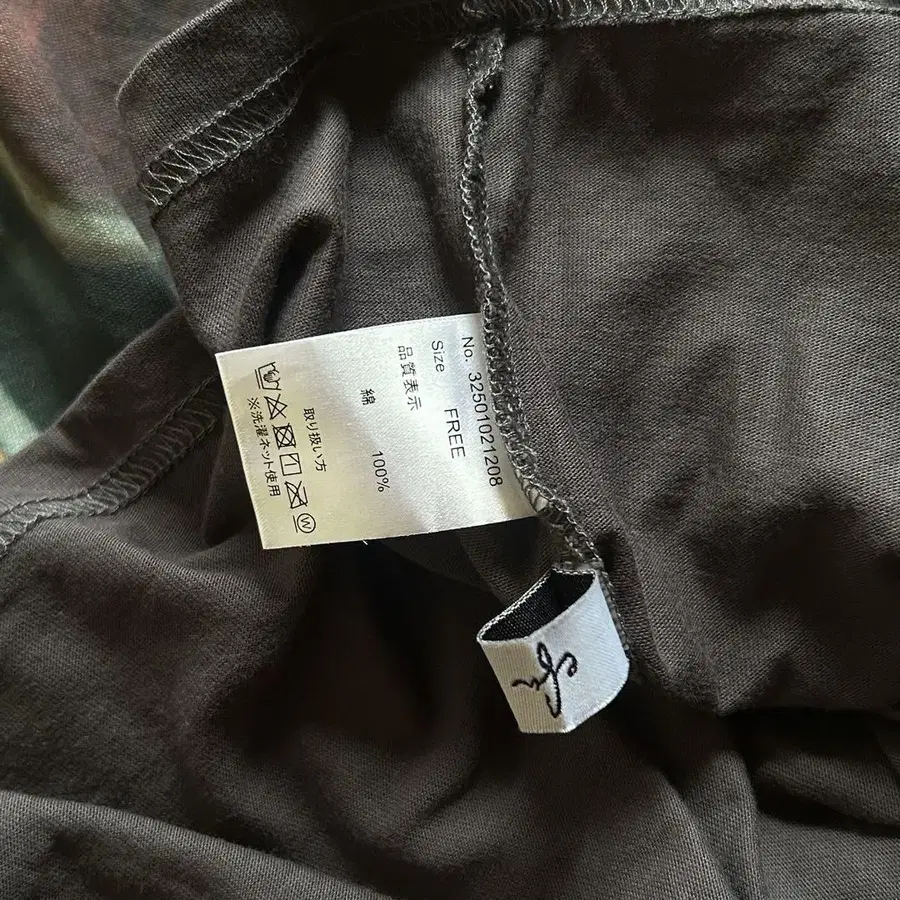 No. 32501021208
Size FREE
品質表示
綿 100%
取り扱い方
※洗濯ネット使用